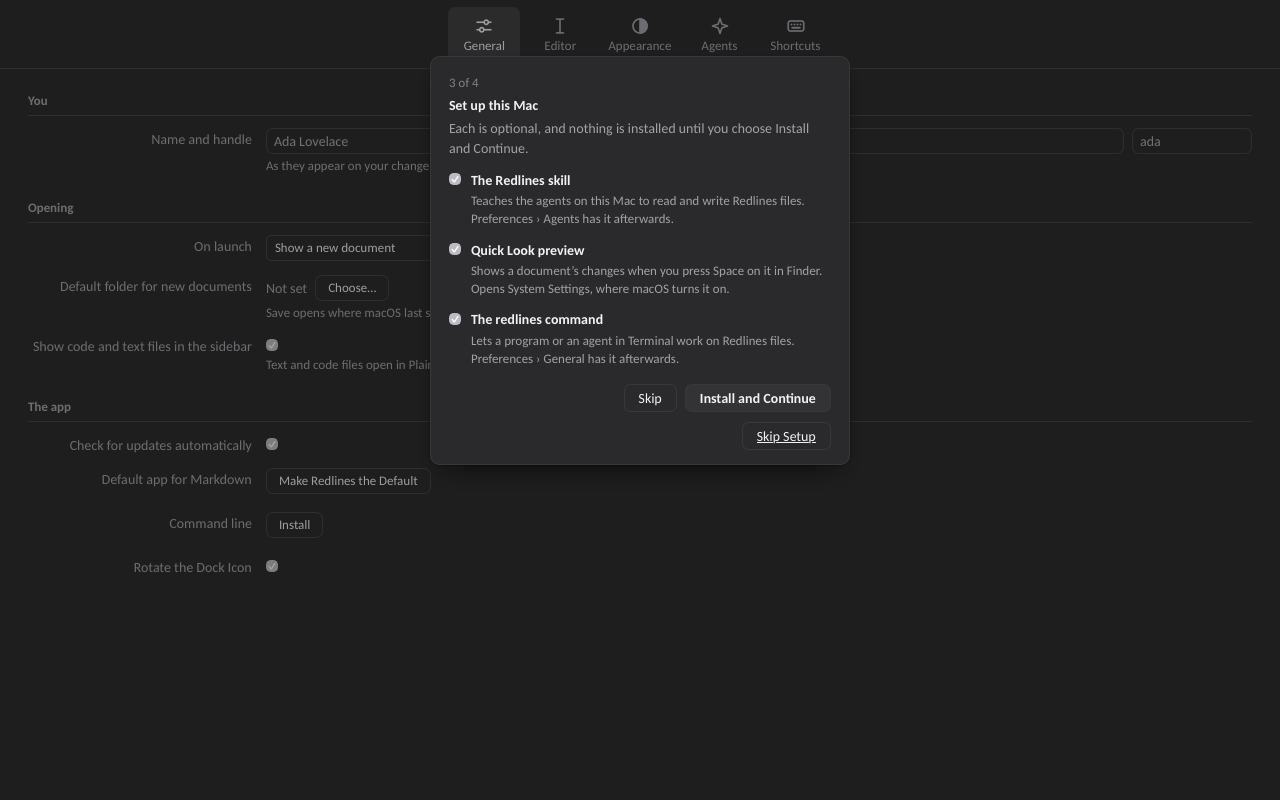 General
Editor
Appearance
Agents
Shortcuts
3 of 4
Set up this Mac
Each is optional, and nothing is installed until you choose Install
and Continue.
The Redlines skill
Teaches the agents on this Mac to read and write Redlines files.
Preferences › Agents has it afterwards.
Quick Look preview
Shows a document’s changes when you press Space on it in Finder.
Opens System Settings, where macOS turns it on.
The redlines command
Lets a program or an agent in Terminal work on Redlines files.
Preferences › General has it afterwards.
Skip
Install and Continue
Skip Setup
You
Name and handle
Ada Lovelace
ada
As they appear on your change
Opening
On launch
Show a new document
Default folder for new documents
Not set
Choose...
Save opens where macOS last s
Show code and text files in the sidebar
Text and code files open in Plain
The app
Check for updates automatically
Default app for Markdown
Make Redlines the Default
Command line
Install
Rotate the Dock Icon